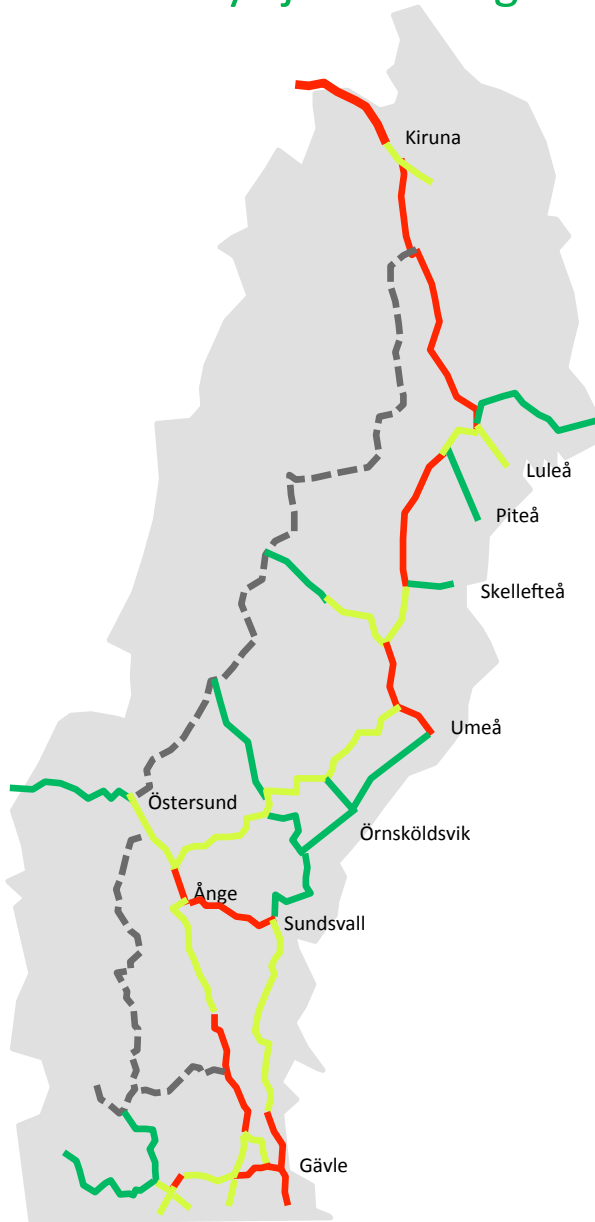 Kiruna
Luleå
Piteå
Skellefteå
Umeå
Östersund
Örnsköldsvik
Ånge
Sundsvall
Gävle